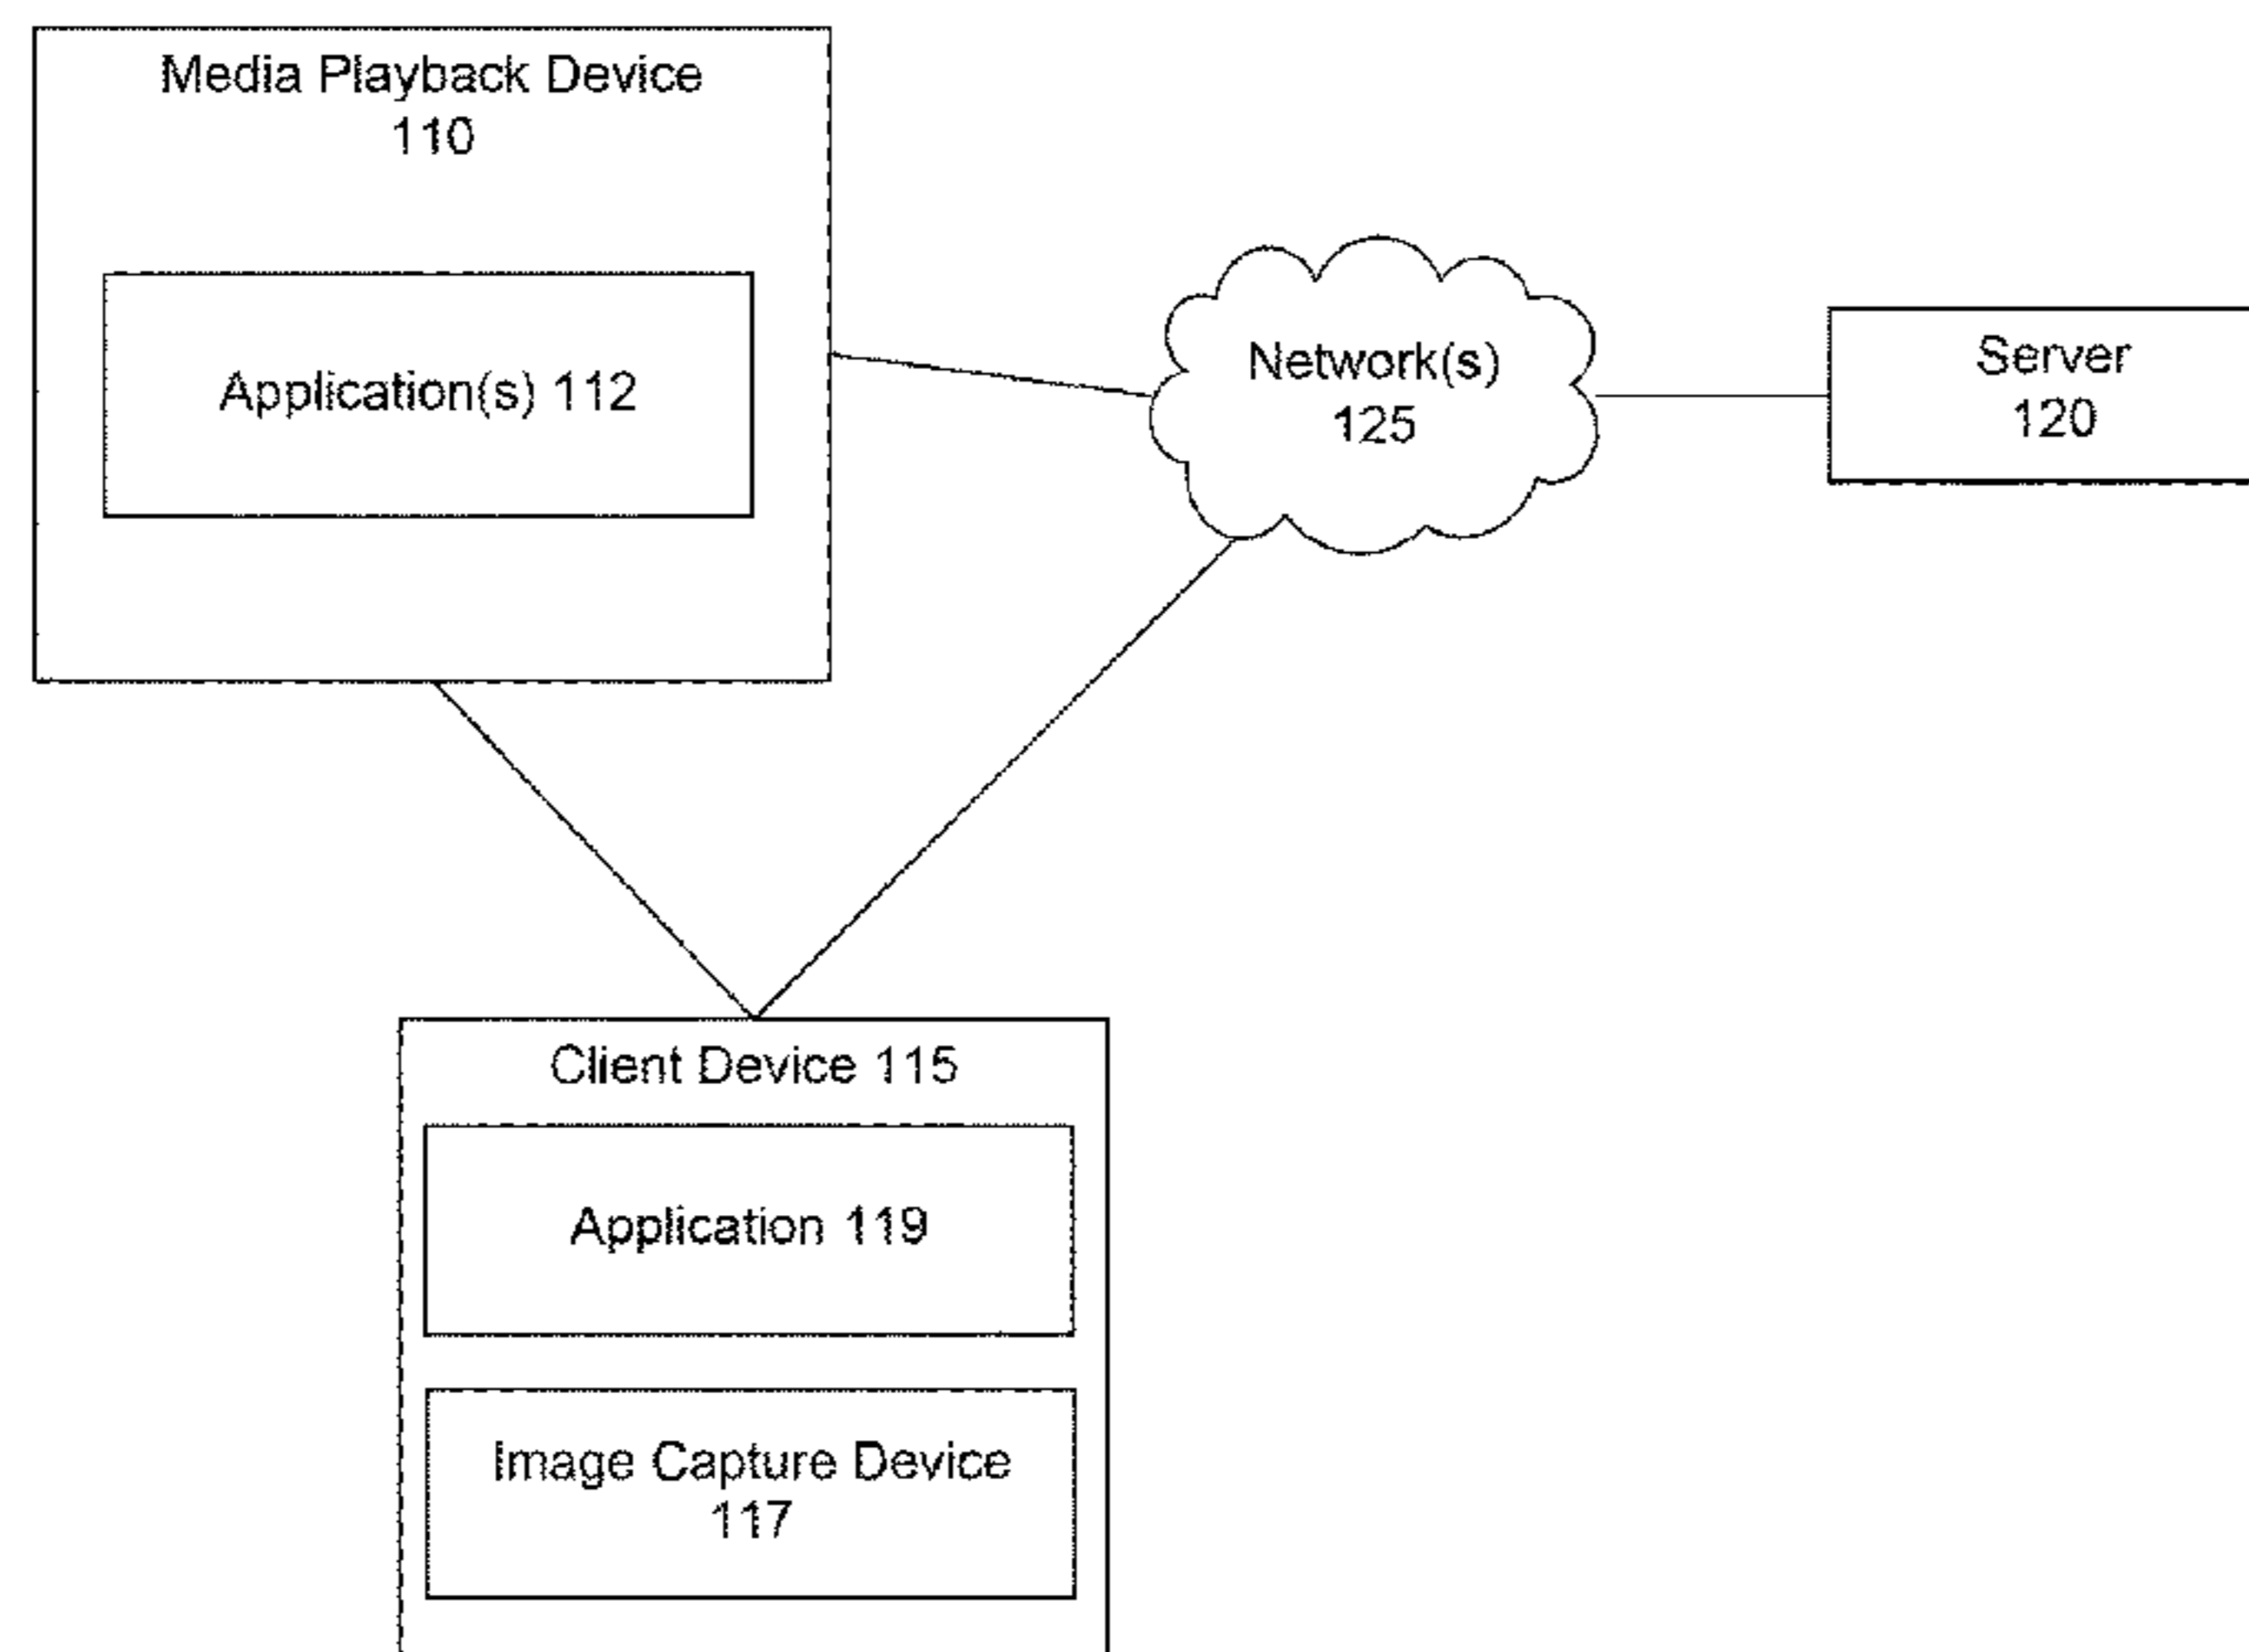 Media Playback Device
110
Application(s) 112
Network(s)
125
Server
120
Client Device 115
Application 119
Image Capture Device
117